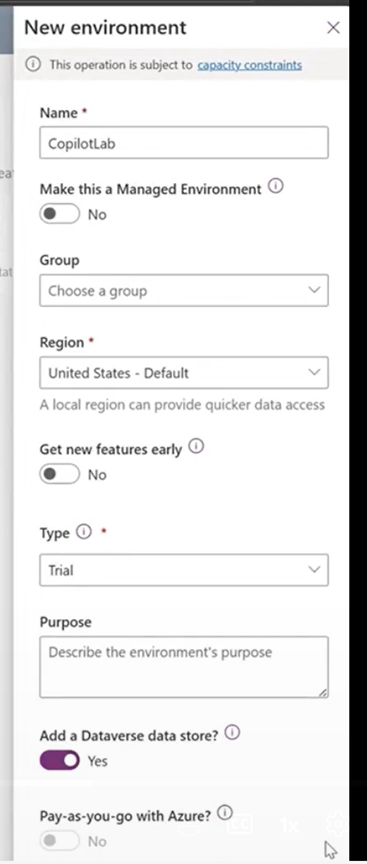 New environment
This operation is subject to capacity constraints
Name *
CopilotLab
Make this a Managed Environment
No
Group
Choose a group
Region *
United States - Default
A local region can provide quicker data access
Get new features early
No
Type *
Trial
Purpose
Describe the environment's purpose
Add a Dataverse data store?
Yes
Pay-as-you-go with Azure?
No
1x